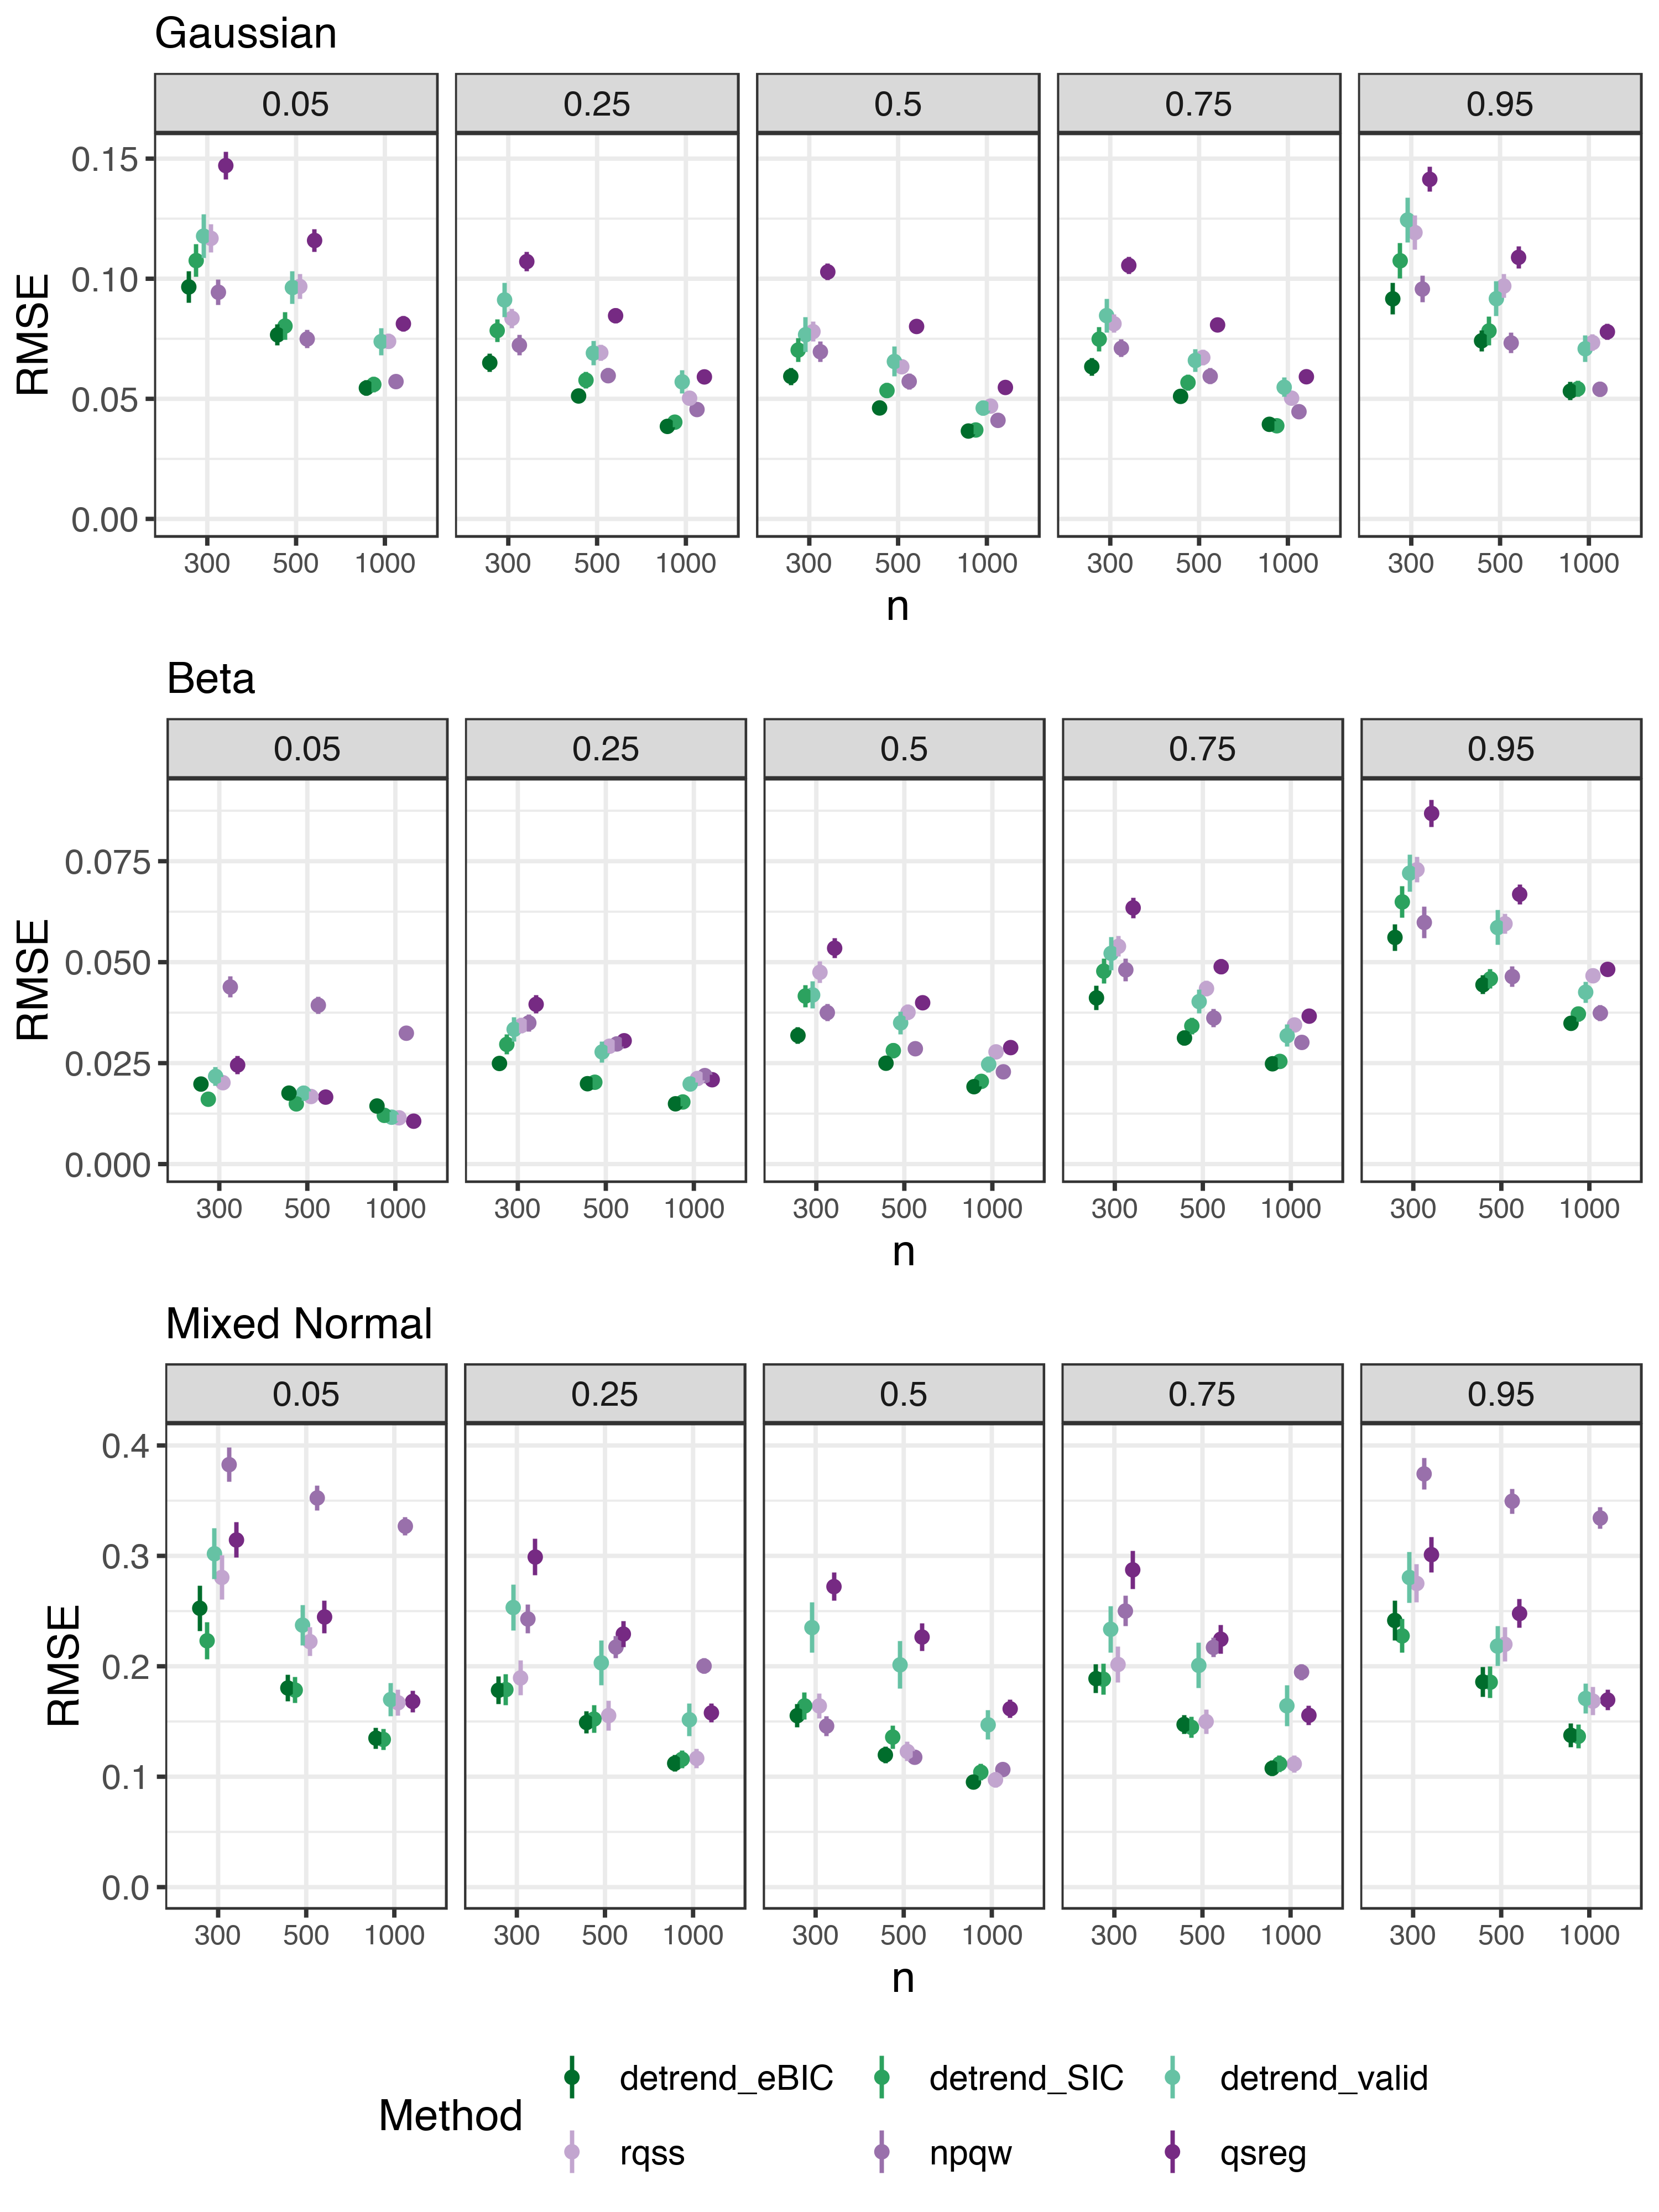 Gaussian
0.05 0.25 0.5 0.75 0.95
0.15
0.10
0.05
0.00
RMSE
300 500 1000 300 500 1000 300 500 1000 300 500 1000 300 500 1000
n
Beta
0.05 0.25 0.5 0.75 0.95
0.075
0.050
0.025
0.000
RMSE
300 500 1000 300 500 1000 300 500 1000 300 500 1000 300 500 1000
n
Mixed Normal
0.05 0.25 0.5 0.75 0.95
0.4
0.3
0.2
0.1
0.0
RMSE
300 500 1000 300 500 1000 300 500 1000 300 500 1000 300 500 1000
n
Method
detrend_eBIC detrend_SIC detrend_valid
rqss npqw qsreg